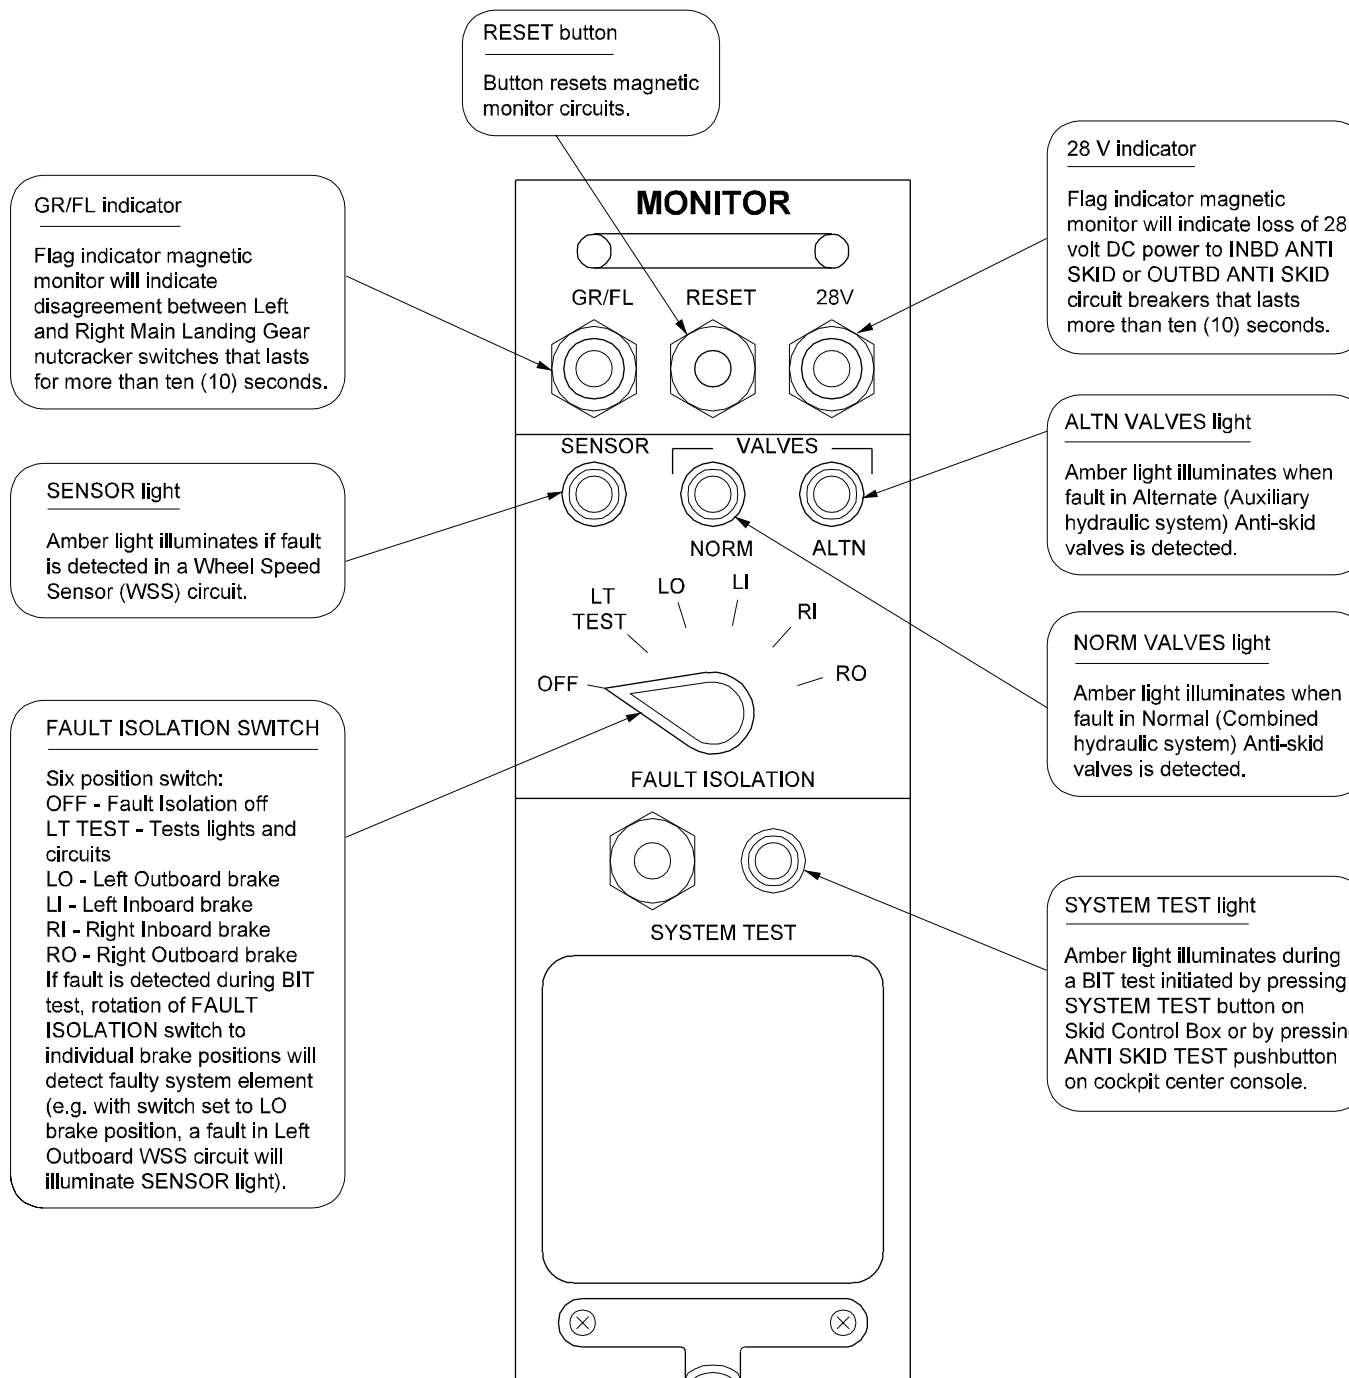 RESET button
Button resets magnetic
monitor circuits.
GR/FL indicator
Flag indicator magnetic
monitor will indicate
disagreement between Left
and Right Main Landing Gear
nutcracker switches that lasts
for more than ten (10) seconds.
SENSOR light
Amber light illuminates if fault
is detected in a Wheel Speed
Sensor (WSS) circuit.
FAULT ISOLATION SWITCH
Six position switch:
OFF - Fault Isolation off
LT TEST - Tests lights and
circuits
LO - Left Outboard brake
LI - Left Inboard brake
RI - Right Inboard brake
RO - Right Outboard brake
If fault is detected during BIT
test, rotation of FAULT
ISOLATION switch to
individual brake positions will
detect faulty system element
(e.g. with switch set to LO
brake position, a fault in Left
Outboard WSS circuit will
illuminate SENSOR light).
MONITOR
GR/FL RESET 28V
SENSOR VALVES
NORM ALTN
LT
TEST
LO
LI
RI
OFF
RO
FAULT ISOLATION
SYSTEM TEST
28 V indicator
Flag indicator magnetic
monitor will indicate loss of 28
volt DC power to INBD ANTI
SKID or OUTBD ANTI SKID
circuit breakers that lasts
more than ten (10) seconds.
ALTN VALVES light
Amber light illuminates when
fault in Alternate (Auxiliary
hydraulic system) Anti-skid
valves is detected.
NORM VALVES light
Amber light illuminates when
fault in Normal (Combined
hydraulic system) Anti-skid
valves is detected.
SYSTEM TEST light
Amber light illuminates during
a BIT test initiated by pressing
SYSTEM TEST button on
Skid Control Box or by pressing
ANTI SKID TEST pushbutton
on cockpit center console.